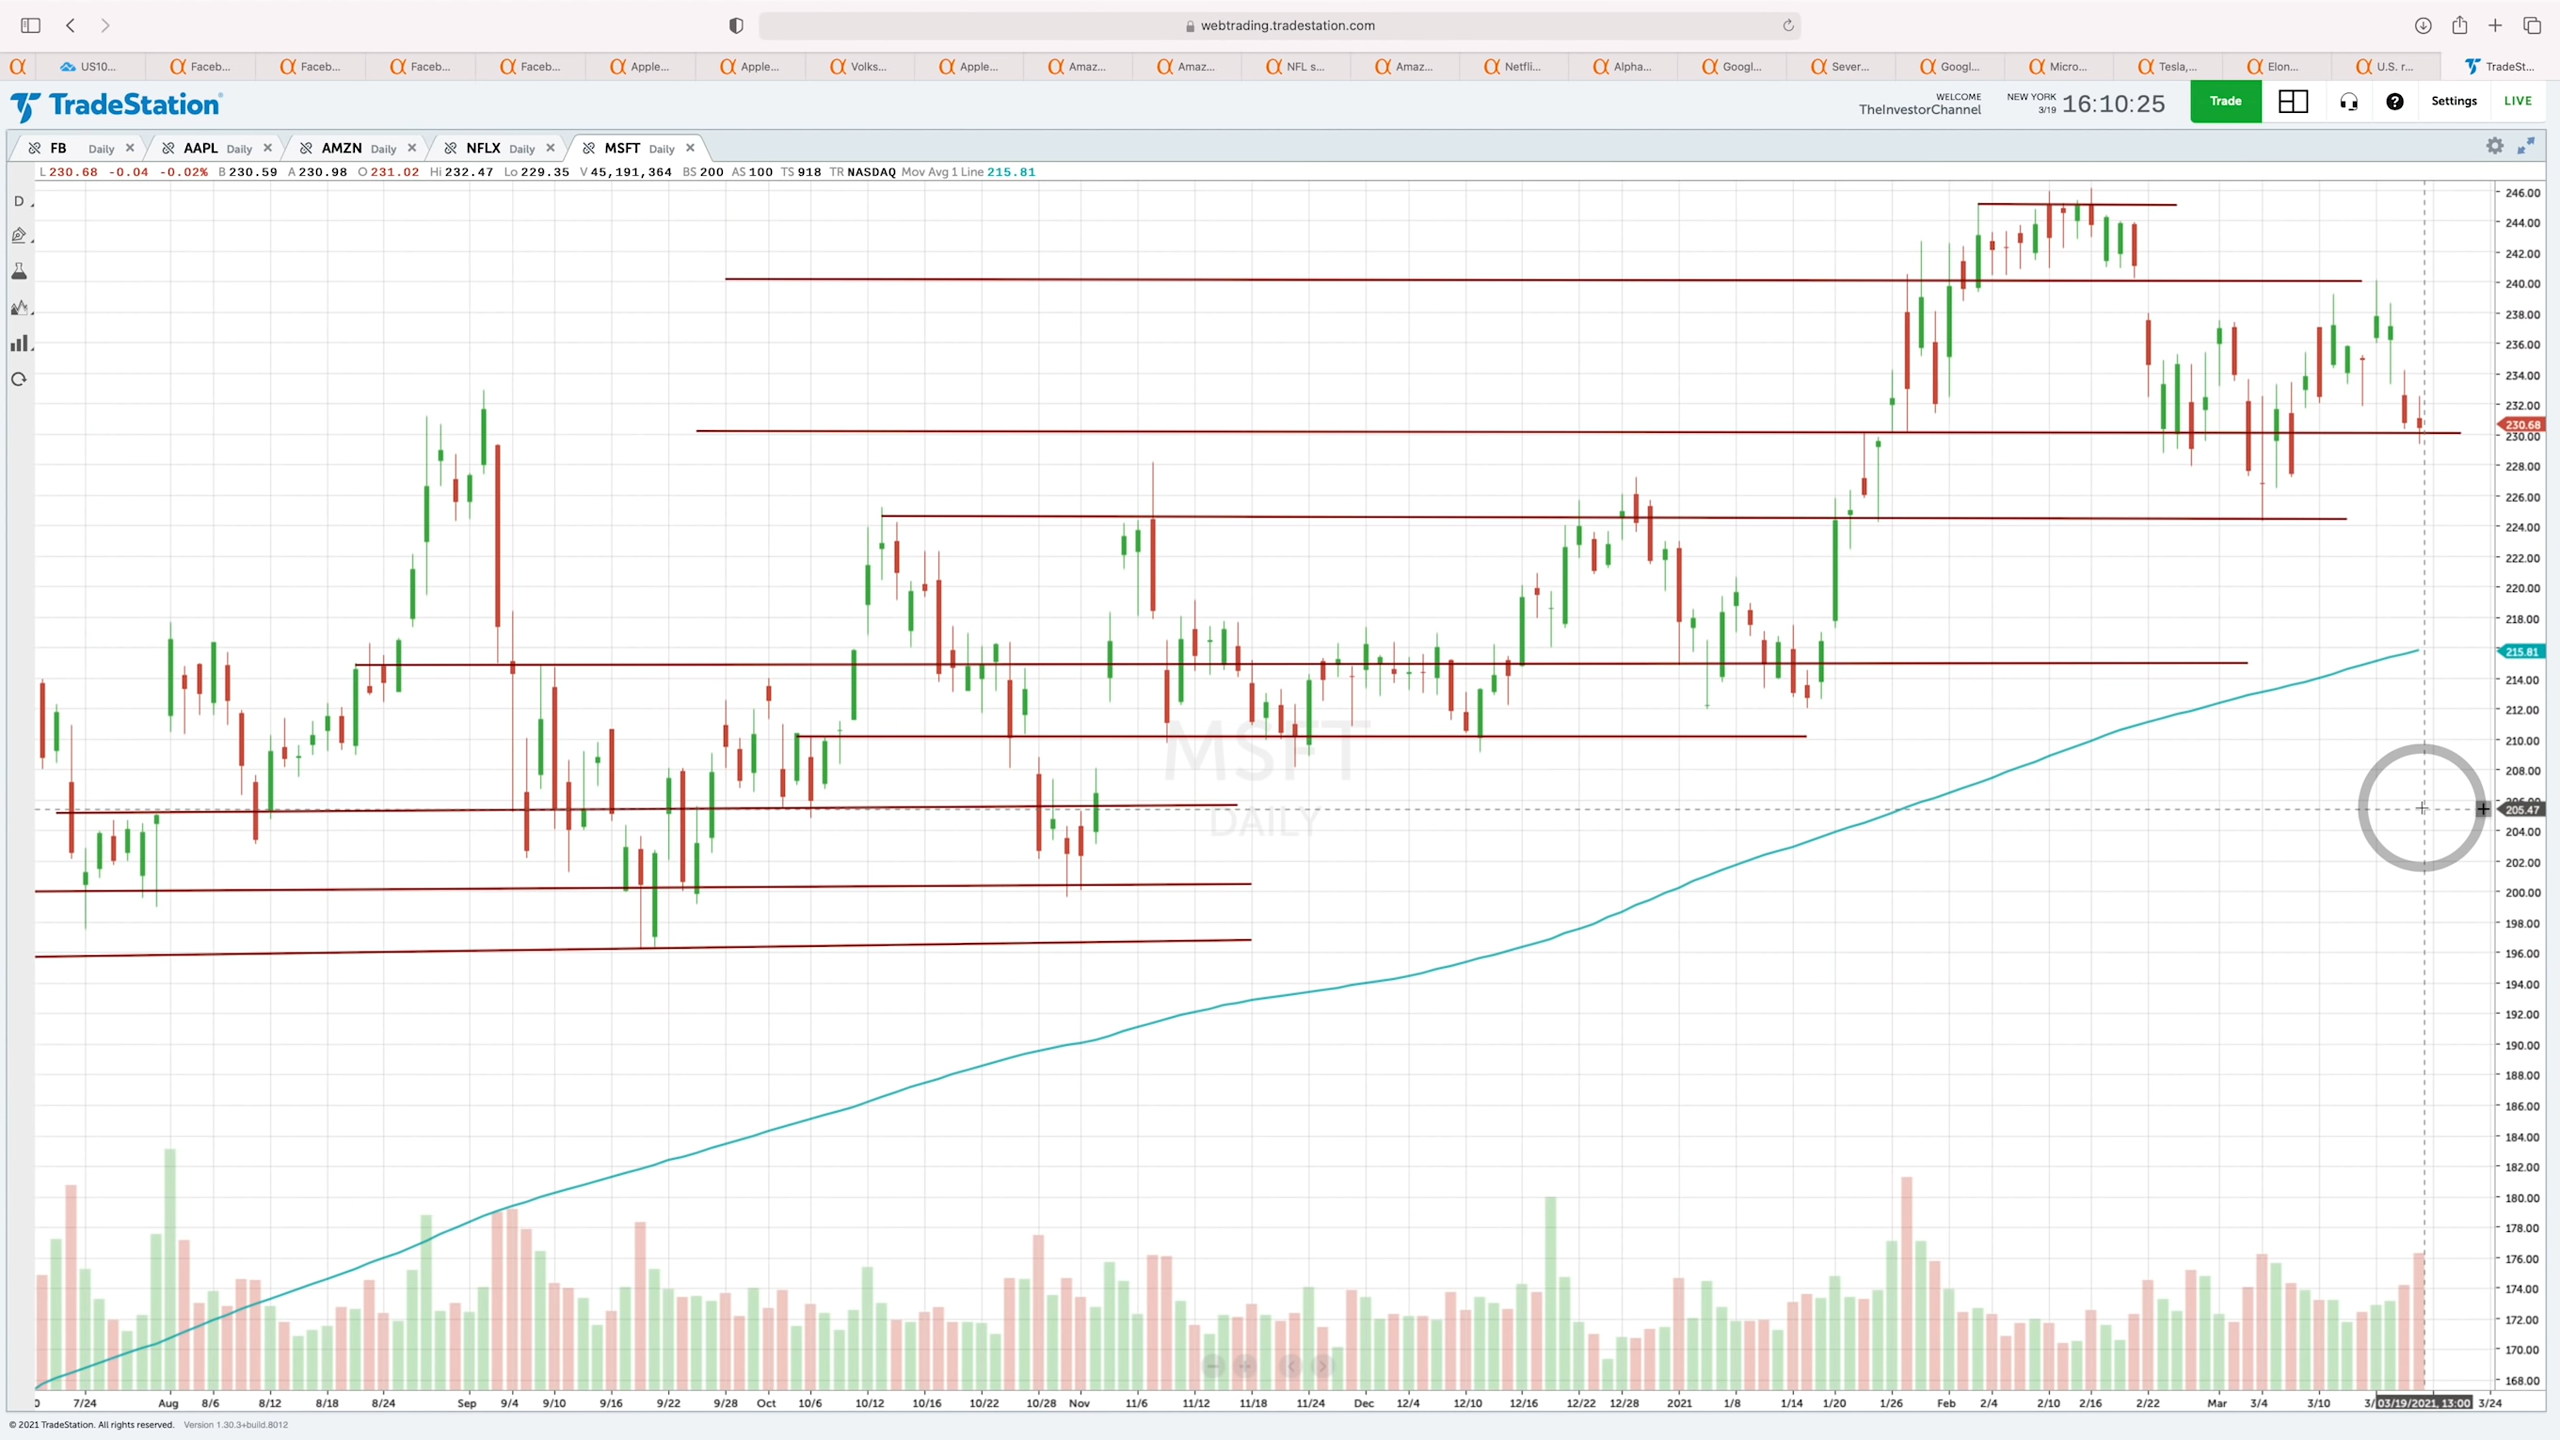 webtrading.tradestation.com
US10... Faceb... Faceb... Faceb... Faceb... Apple... Apple... Volks... Apple... Amaz... Amaz... NFL s... Amaz... Netfli... Alpha... Googl... Sever... Googl... Micro... Tesla,... Elon... U.S. r... TradeSt...
TradeStation
WELCOME
TheInvestorChannel
NEW YORK
3/19
16:10:25
Trade
Settings
LIVE
FB Daily AAPL Daily AMZN Daily NFLX Daily MSFT Daily
L 230.68 -0.04 -0.02% B 230.59 A 230.98 O 231.02 Hi 232.47 Lo 229.35 V 45,191,364 BS 200 AS 100 TS 918 TR NASDAQ Mov Avg 1 Line 215.81
D
246.00
244.00
242.00
240.00
238.00
236.00
234.00
232.00
230.68
230.00
228.00
226.00
224.00
222.00
220.00
218.00
215.81
214.00
212.00
210.00
208.00
205.47
204.00
202.00
200.00
198.00
196.00
194.00
192.00
190.00
188.00
186.00
184.00
182.00
180.00
178.00
176.00
174.00
172.00
170.00
168.00
MSFT
DAILY
7/24 Aug 8/6 8/12 8/18 8/24 Sep 9/4 9/10 9/16 9/22 9/28 Oct 10/6 10/12 10/16 10/22 10/28 Nov 11/6 11/12 11/18 11/24 Dec 12/4 12/10 12/16 12/22 12/28 2021 1/8 1/14 1/20 1/26 Feb 2/4 2/10 2/16 2/22 Mar 3/4 3/10 03/19/2021, 13:00 3/24
© 2021 TradeStation. All rights reserved. Version 1.30.3+build.8012